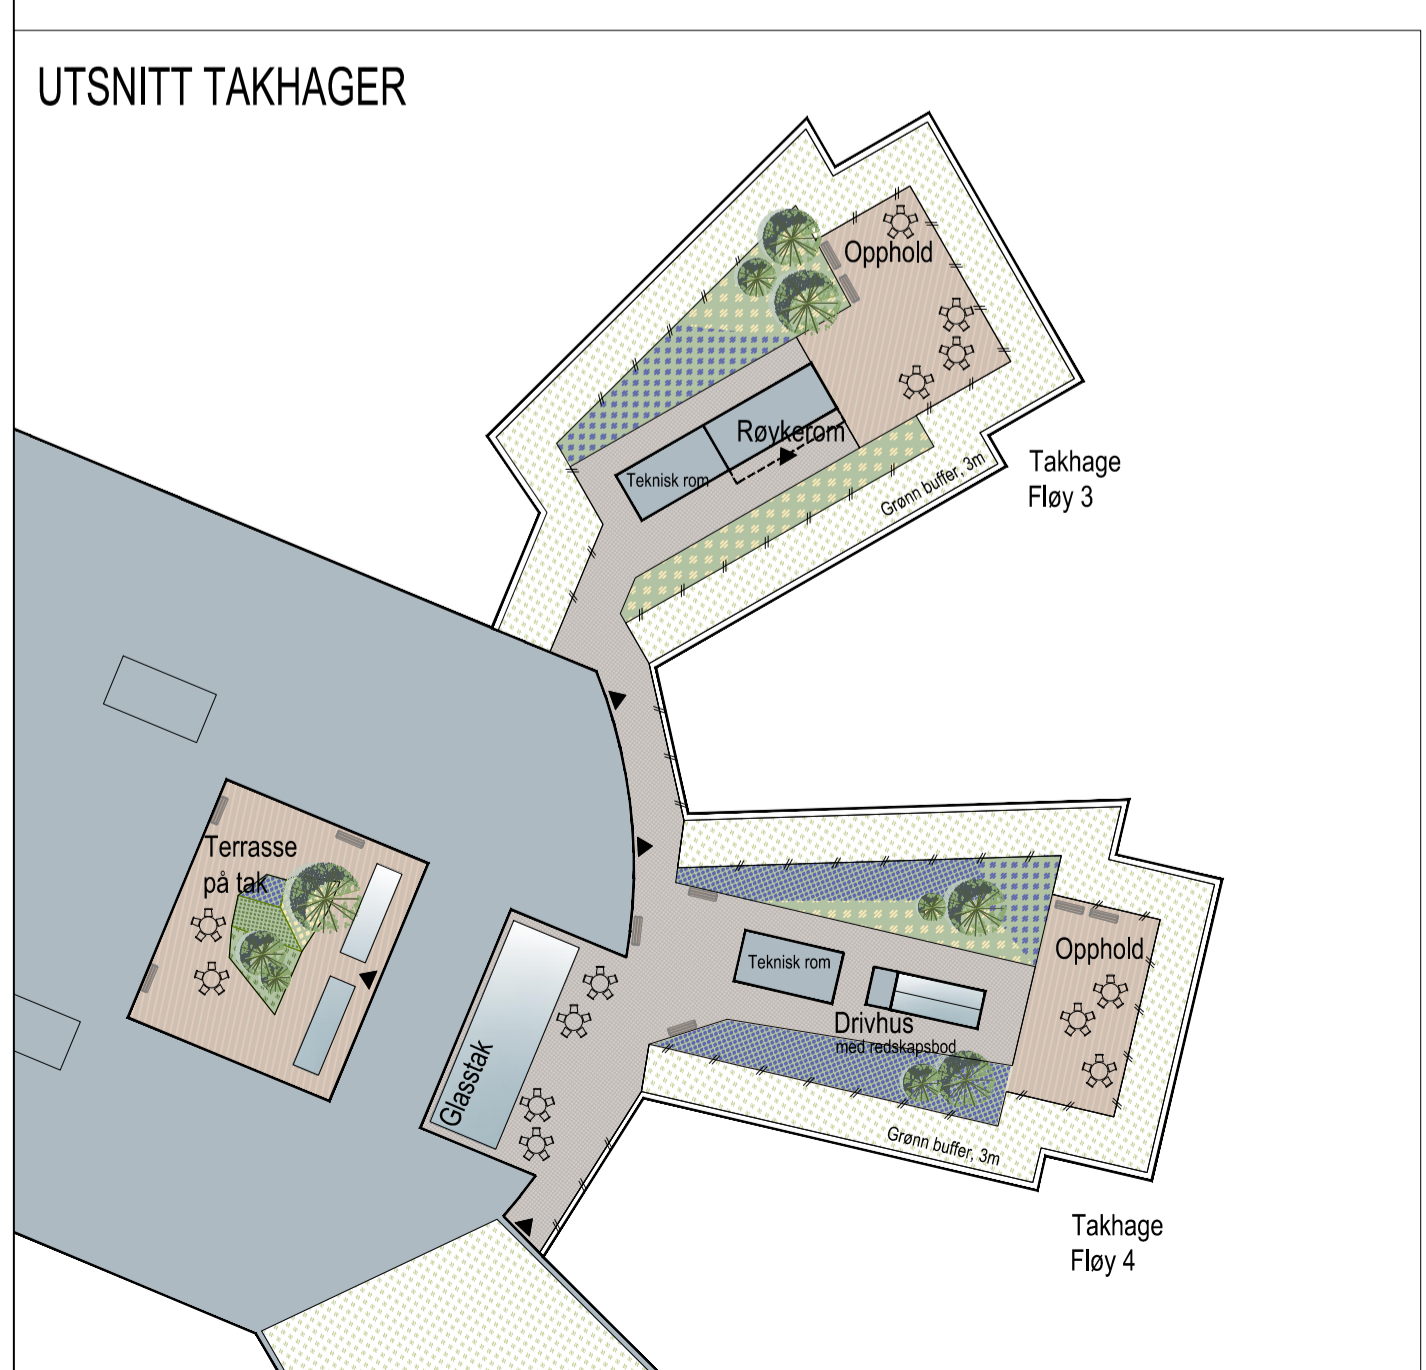 UTSNITT TAKHAGER
Opphold
Røykerom
Teknisk rom
Grønn buffer, 3m
Takhage
Fløy 3
Terrasse
på tak
Glasstak
Teknisk rom
Opphold
Drivhus
med redskapsbod
Grønn buffer, 3m
Takhage
Fløy 4